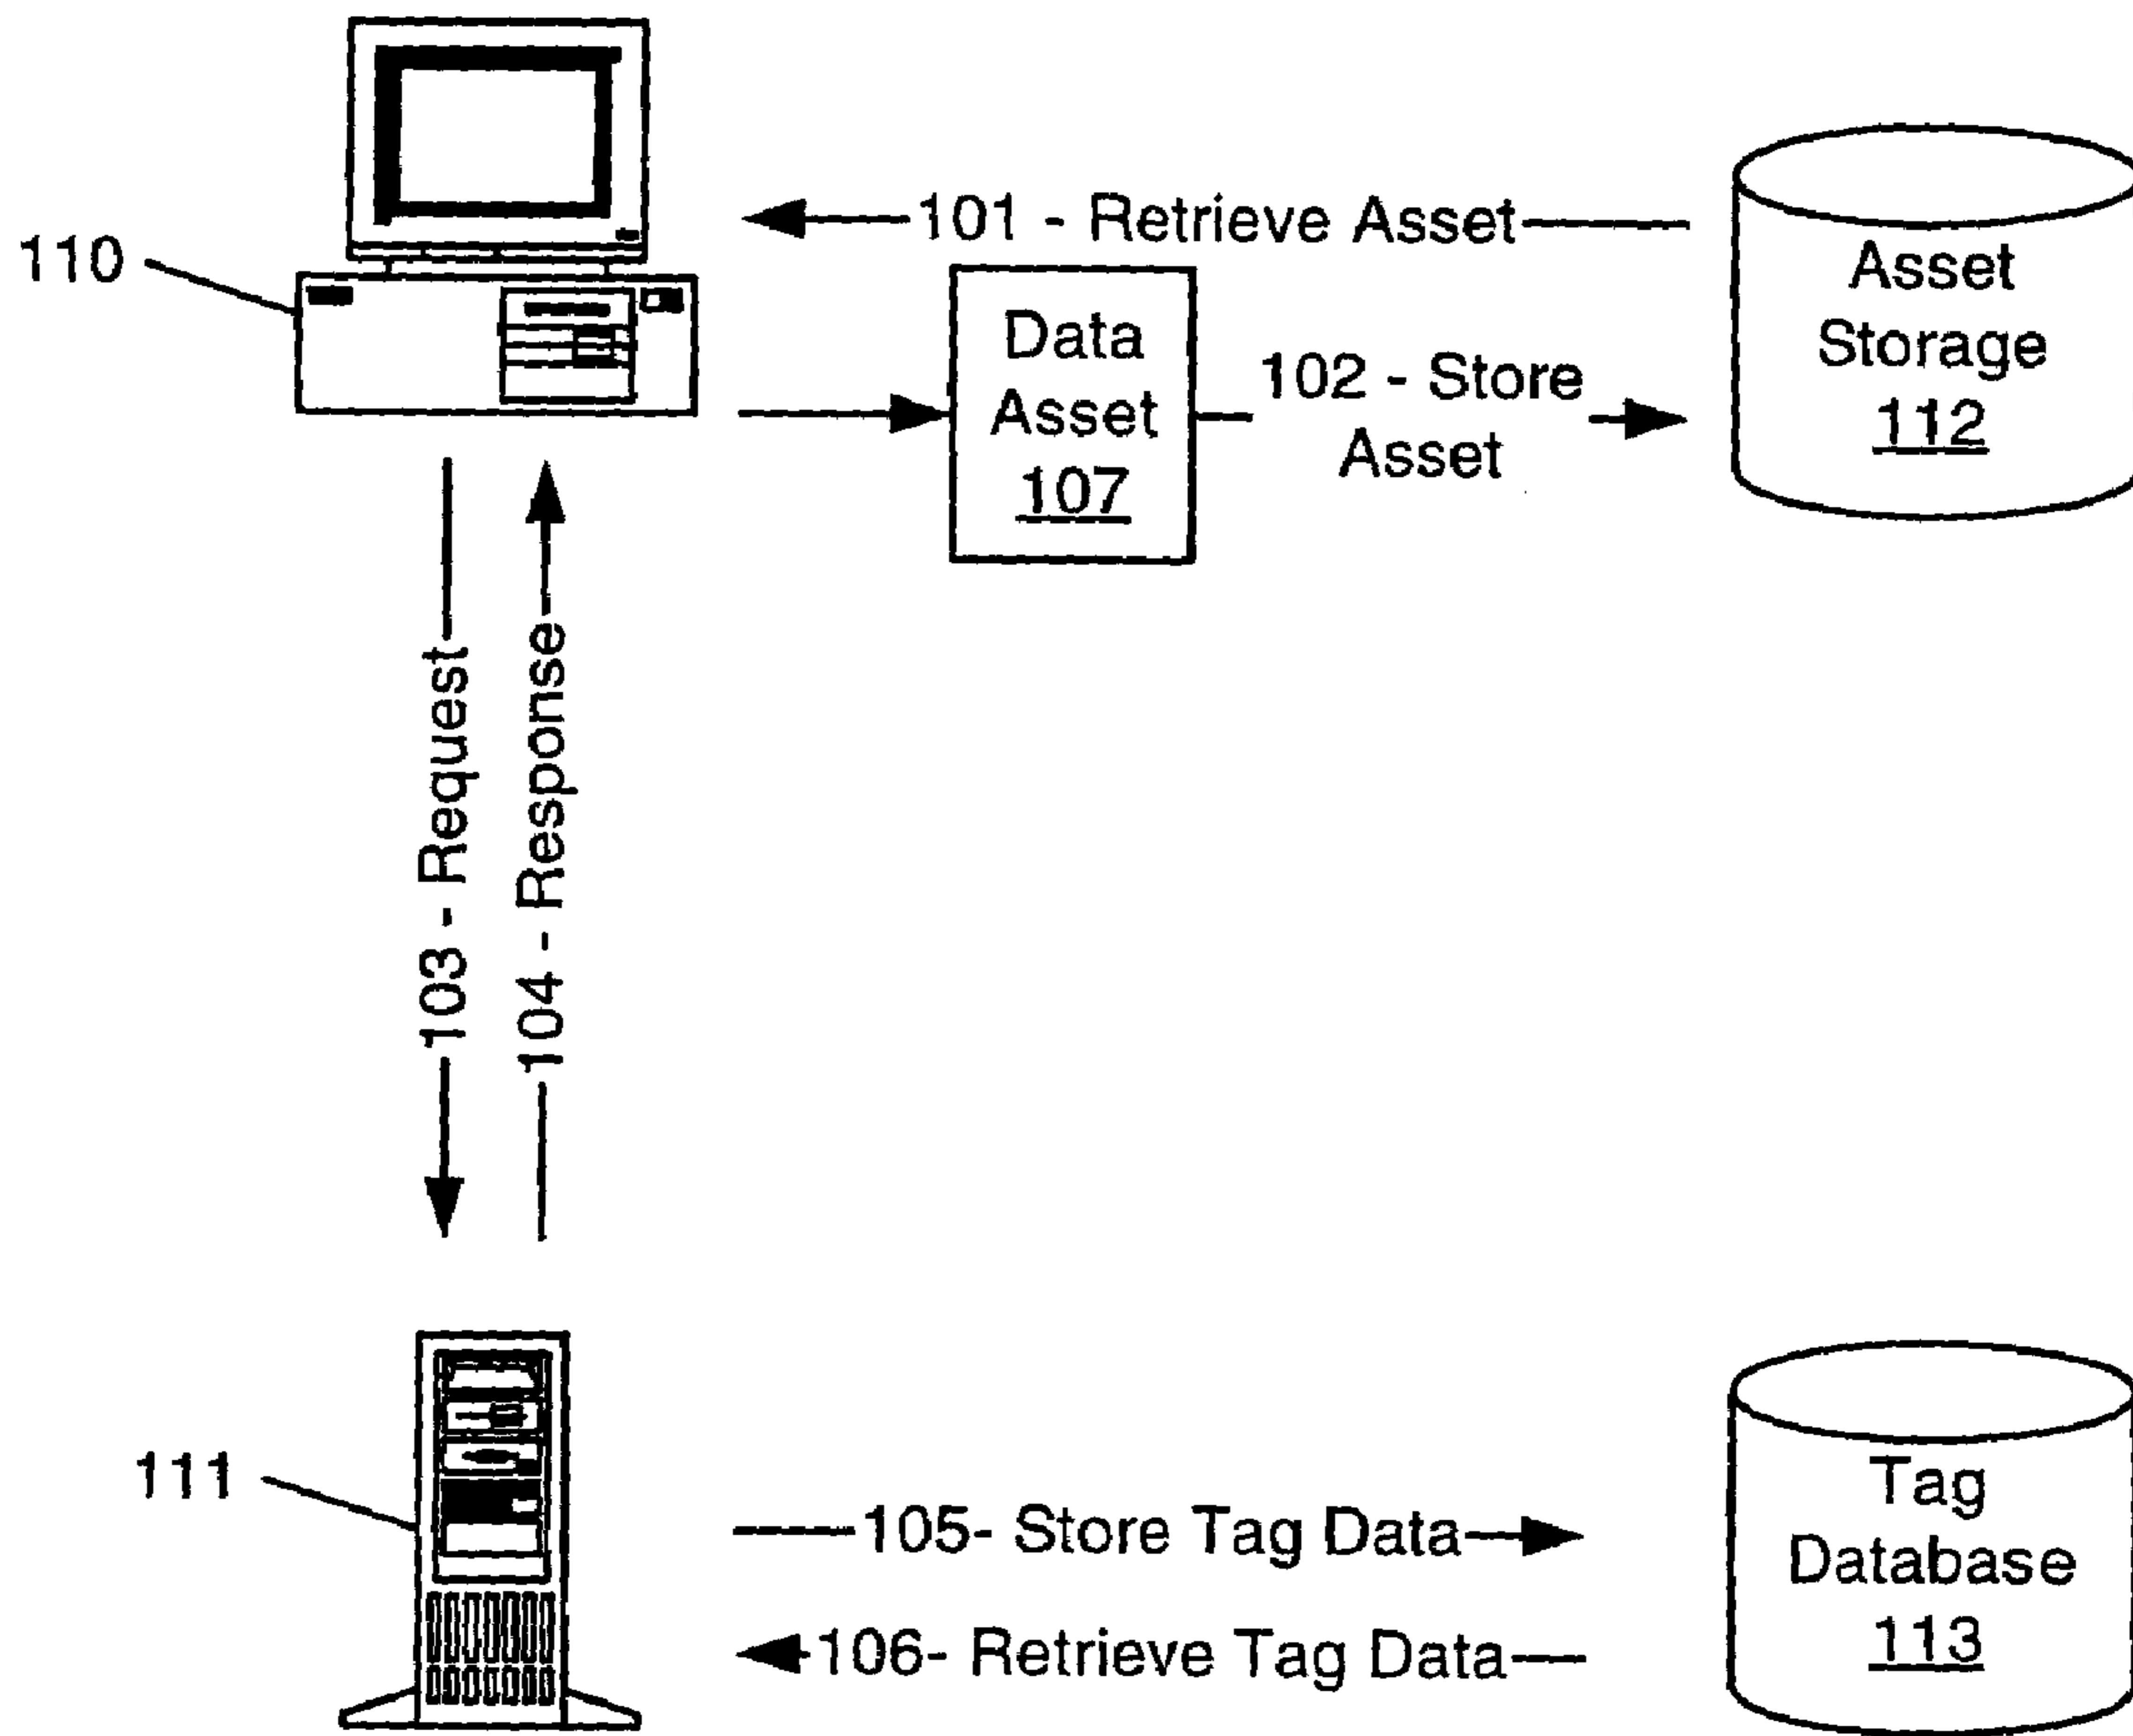 110
101 - Retrieve Asset
Data
Asset
107
102 - Store
Asset
Asset
Storage
112
103 - Request
104 - Response
111
105- Store Tag Data
106- Retrieve Tag Data
Tag
Database
113